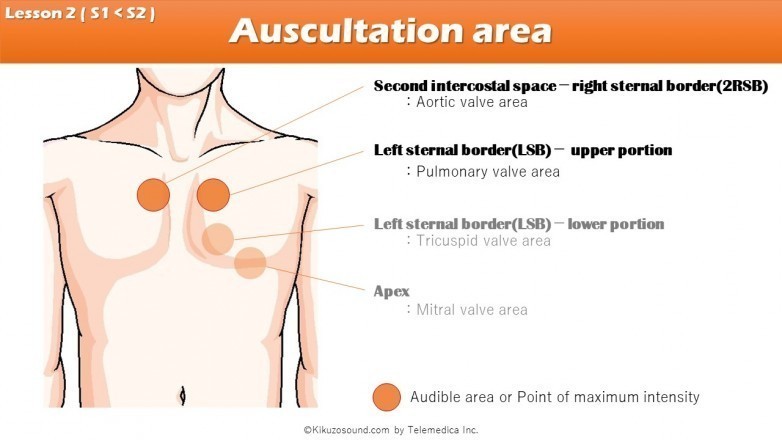 Lesson 2 ( S1 < S2 )
Auscultation area
Second intercostal space－right sternal border(2RSB)
：Aortic valve area
Left sternal border(LSB)－ upper portion
：Pulmonary valve area
Left sternal border(LSB)－lower portion
：Tricuspid valve area
Apex
：Mitral valve area
Audible area or Point of maximum intensity
©Kikuzosound.com by Telemedica Inc.